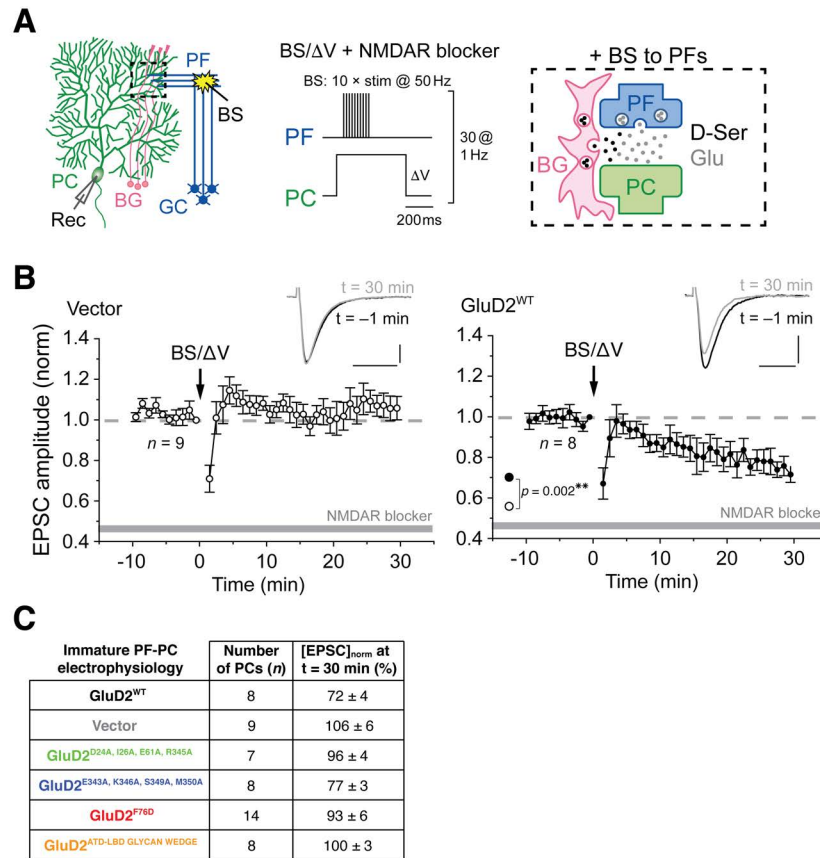 A
PF
BS
PC
Rec
BG
GC
BS/ΔV + NMDAR blocker
BS: 10 × stim @ 50 Hz
PF
PC
ΔV
30 @
1 Hz
200 ms
+ BS to PFs
PF
D-Ser
Glu
BG
PC
B
Vector
t = 30 min
t = –1 min
BS/ΔV
n = 9
NMDAR blocker
EPSC amplitude (norm)
1.4
1.2
1.0
0.8
0.6
0.4
-10
0
10
20
30
Time (min)
GluD2WT
t = 30 min
t = –1 min
BS/ΔV
n = 8
p = 0.002**
NMDAR blocke
1.4
1.2
1.0
0.8
0.6
0.4
-10
0
10
20
30
Time (min)
C
Immature PF-PC electrophysiology
Number of PCs (n)
[EPSC]norm at t = 30 min (%)
GluD2WT 8 72 ± 4
Vector 9 106 ± 6
GluD2D24A, I26A, E61A, R345A 7 96 ± 4
GluD2E343A, K346A, S349A, M350A 8 77 ± 3
GluD2F76D 14 93 ± 6
GluD2ATD-LBD GLYCAN WEDGE 8 100 ± 3